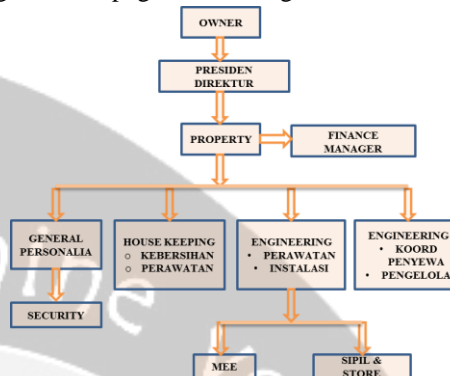 OWNER
PRESIDEN
DIREKTUR
PROPERTY
FINANCE
MANAGER
GENERAL
PERSONALIA
HOUSE KEEPING
o KEBERSIHAN
o PERAWATAN
ENGINEERING
• PERAWATAN
• INSTALASI
ENGINEERING
• KOORD
PENYEWA
• PENGELOLA
SECURITY
MEE
SIPIL &
STORE